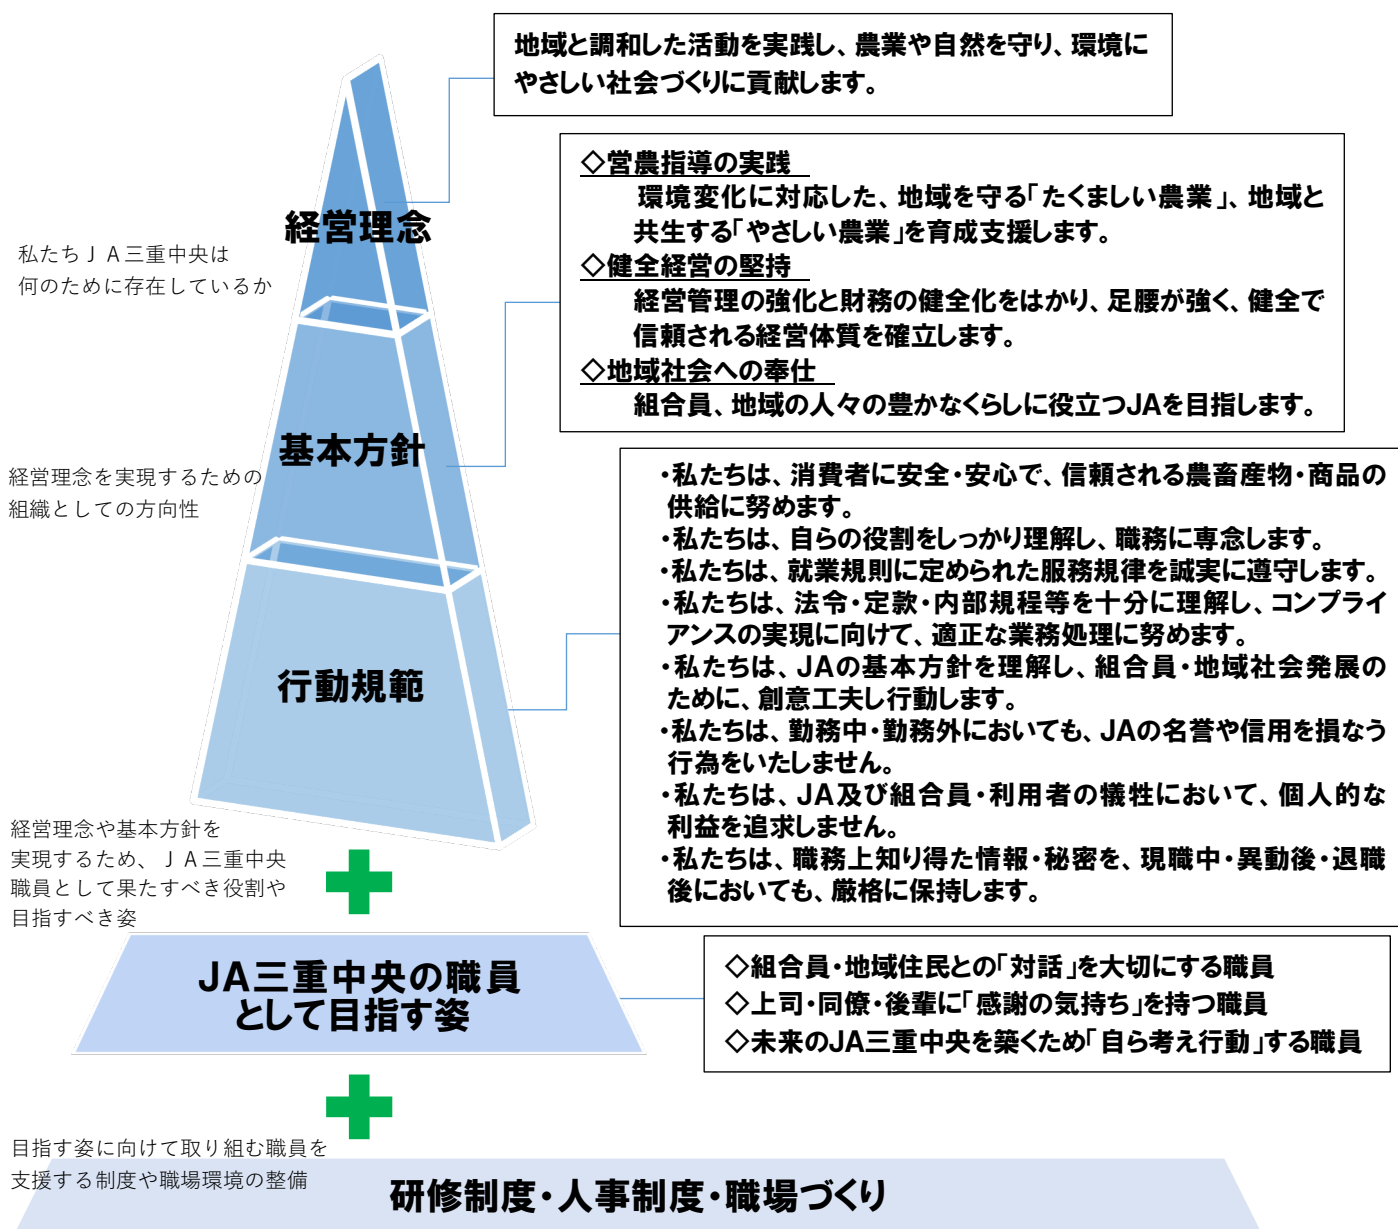 地域と調和した活動を実践し、農業や自然を守り、環境に
やさしい社会づくりに貢献します。
経営理念
私たちＪＡ三重中央は
何のために存在しているか
◇営農指導の実践
環境変化に対応した、地域を守る「たくましい農業」、地域と
共生する「やさしい農業」を育成支援します。
◇健全経営の堅持
経営管理の強化と財務の健全化をはかり、足腰が強く、健全で
信頼される経営体質を確立します。
◇地域社会への奉仕
組合員、地域の人々の豊かなくらしに役立つJAを目指します。
基本方針
経営理念を実現するための
組織としての方向性
・私たちは、消費者に安全・安心で、信頼される農畜産物・商品の
供給に努めます。
・私たちは、自らの役割をしっかり理解し、職務に専念します。
・私たちは、就業規則に定められた服務規律を誠実に遵守します。
・私たちは、法令・定款・内部規程等を十分に理解し、コンプライ
アンスの実現に向けて、適正な業務処理に努めます。
・私たちは、JAの基本方針を理解し、組合員・地域社会発展の
ために、創意工夫し行動します。
・私たちは、勤務中・勤務外においても、JAの名誉や信用を損なう
行為をいたしません。
・私たちは、JA及び組合員・利用者の犠牲において、個人的な
利益を追求しません。
・私たちは、職務上知り得た情報・秘密を、現職中・異動後・退職
後においても、厳格に保持します。
行動規範
経営理念や基本方針を
実現するため、ＪＡ三重中央
職員として果たすべき役割や
目指すべき姿
JA三重中央の職員
として目指す姿
◇組合員・地域住民との「対話」を大切にする職員
◇上司・同僚・後輩に「感謝の気持ち」を持つ職員
◇未来のJA三重中央を築くため「自ら考え行動」する職員
目指す姿に向けて取り組む職員を
支援する制度や職場環境の整備
研修制度・人事制度・職場づくり